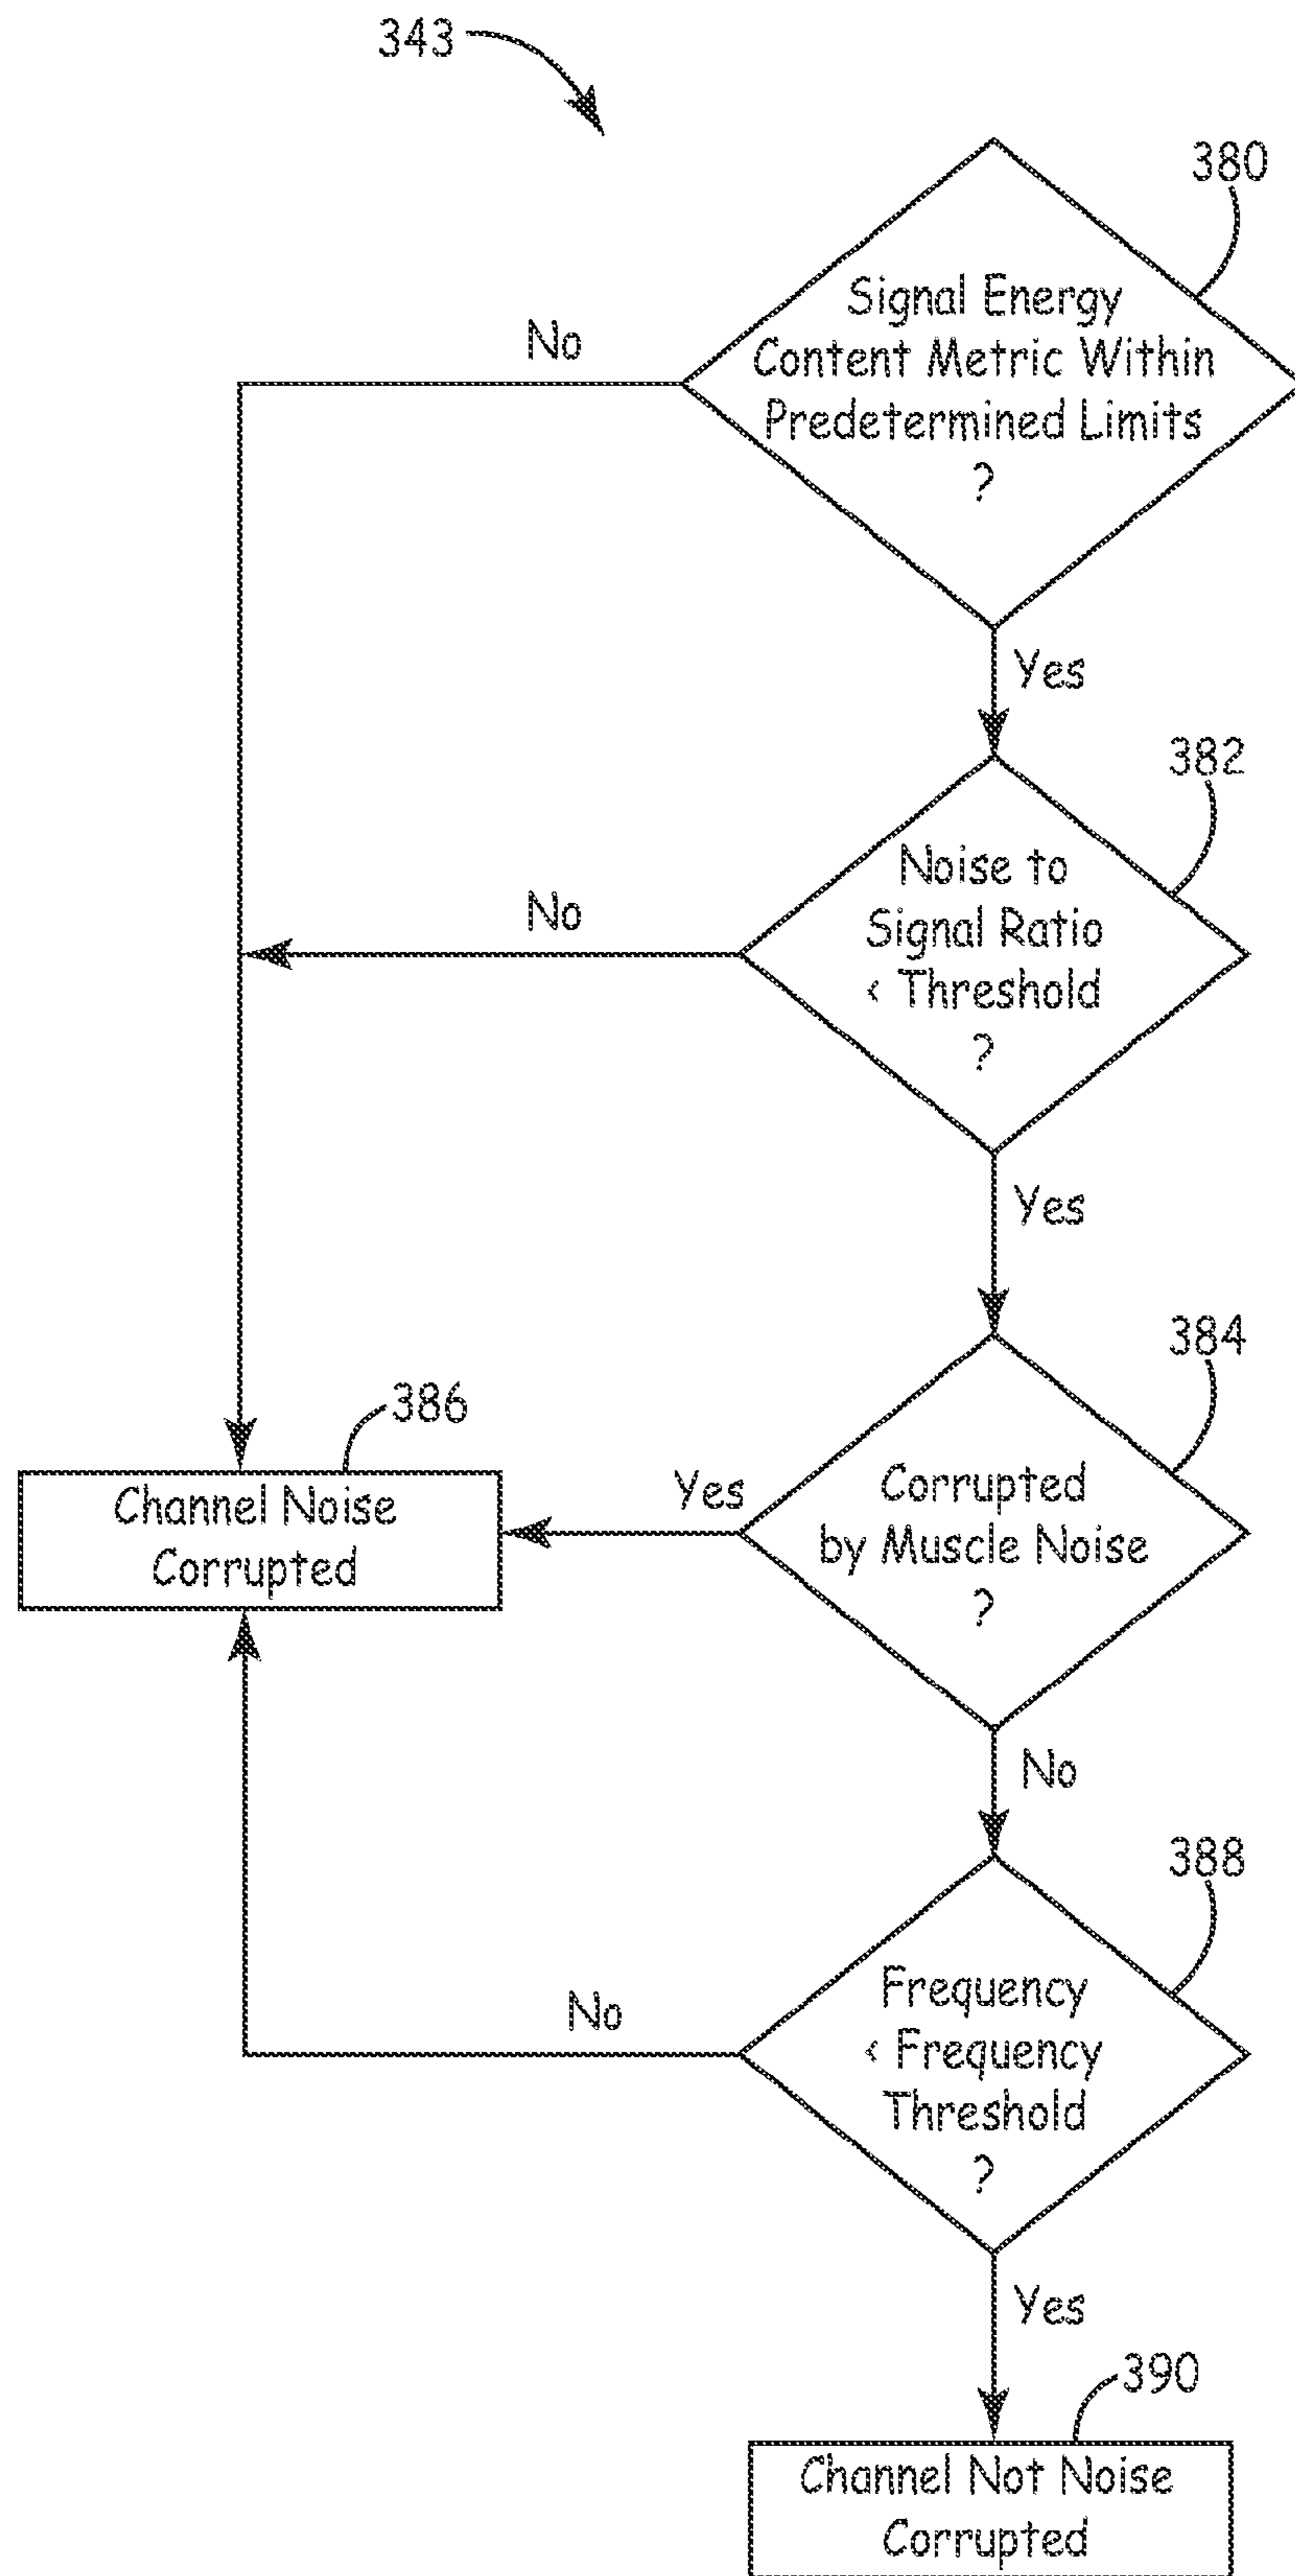 343
380
Signal Energy
Content Metric Within
Predetermined Limits
?
No
Yes
382
Noise to
Signal Ratio
< Threshold
?
No
Yes
384
Corrupted
by Muscle Noise
?
Yes
386
Channel Noise
Corrupted
No
388
Frequency
< Frequency
Threshold
?
No
Yes
390
Channel Not Noise
Corrupted